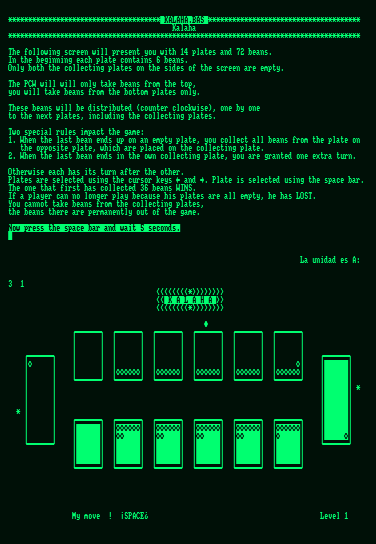 ************************************** KALAHA.BAS **************************************
Kalaha
The following screen will present you with 14 plates and 72 beans.
In the beginning each plate contains 6 beans.
Only both the collecting plates on the sides of the screen are empty.
The PCW will will only take beans from the top,
you will take beans from the bottom plates only.
These beans will be distributed (counter clockwise), one by one
to the next plates, including the collecting plates.
Two special rules impact the game:
1. When the last bean ends up on an empty plate, you collect all beans from the plate on
the opposite plate, which are placed on the collecting plate.
2. When the last bean ends in the own collecting plate, you are granted one extra turn.
Otherwise each has its turn after the other.
Plates are selected using the cursor keys ← and →. Plate is selected using the space bar.
The one that first has collected 36 beans WINS.
If a player can no longer play because his plates are all empty, he has LOST.
You cannot take beans from the collecting plates,
the beans there are permanently out of the game.
Now press the space bar and wait 5 seconds.
La unidad es A:
3 1
((((((((*))))))))
(( K A L A H A ))
((((((((*))))))))
My move ! ¡SPACE¿
Level 1